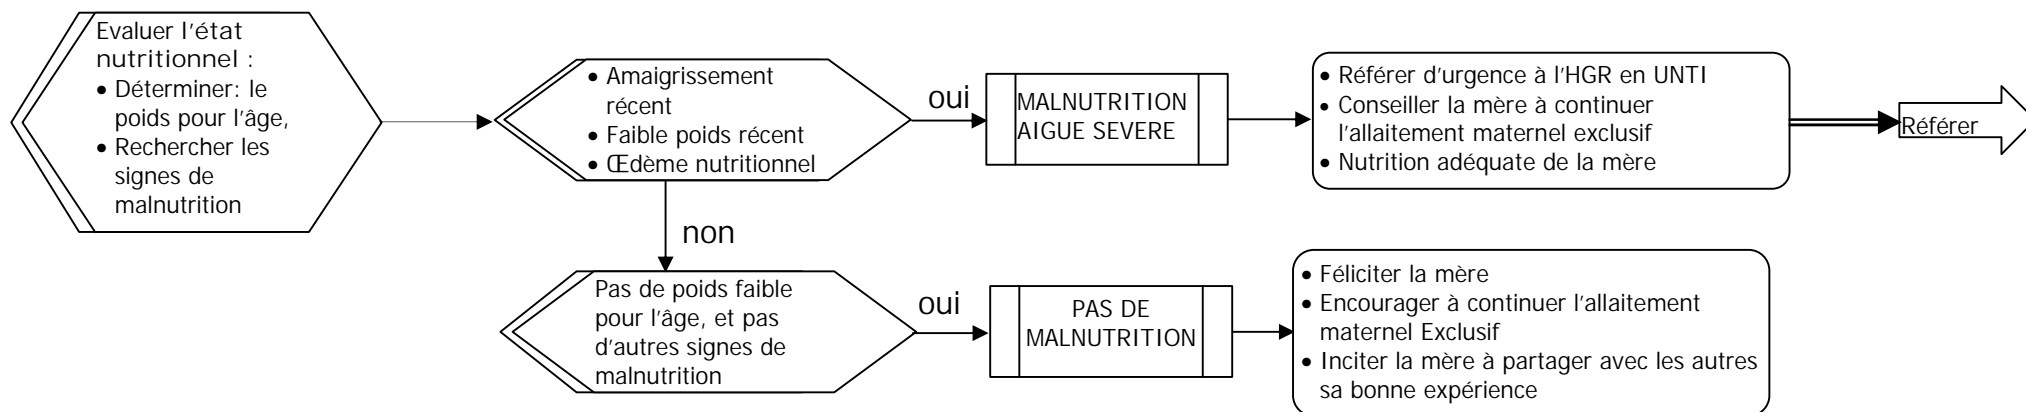 Evaluer l'état
nutritionnel :
• Déterminer: le
poids pour l'âge,
• Rechercher les
signes de
malnutrition
• Amaigrissement
récent
• Faible poids récent
• Œdème nutritionnel
oui
MALNUTRITION
AIGUE SEVERE
• Référer d'urgence à l'HGR en UNTI
• Conseiller la mère à continuer
l'allaitement maternel exclusif
• Nutrition adéquate de la mère
Référer
non
Pas de poids faible
pour l'âge, et pas
d'autres signes de
malnutrition
oui
PAS DE
MALNUTRITION
• Féliciter la mère
• Encourager à continuer l'allaitement
maternel Exclusif
• Inciter la mère à partager avec les autres
sa bonne expérience